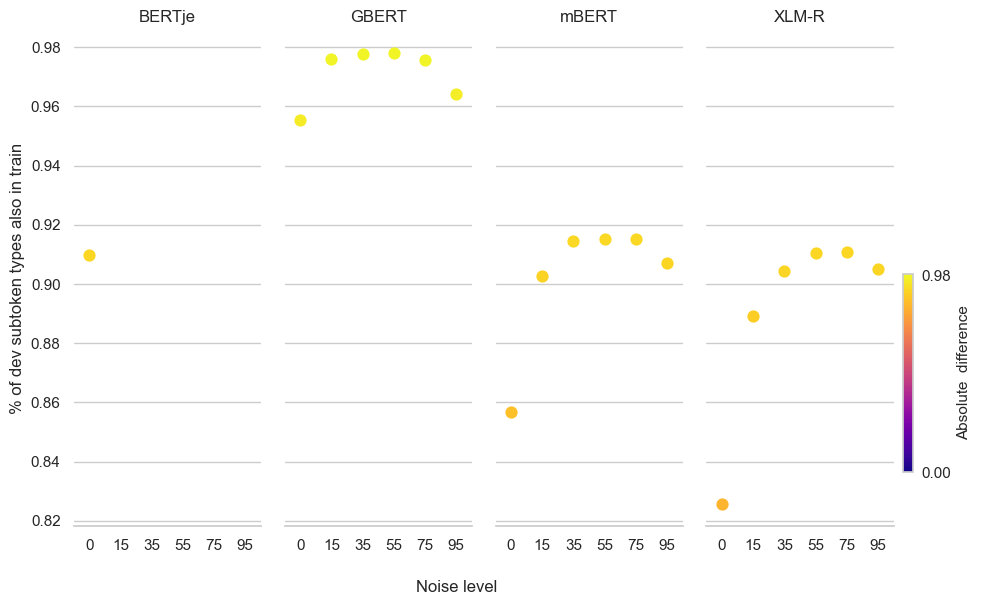 BERTje GBERT mBERT XLM-R
% of dev subtoken types also in train
0.98
0.96
0.94
0.92
0.90
0.88
0.86
0.84
0.82
0 15 35 55 75 95 0 15 35 55 75 95 0 15 35 55 75 95 0 15 35 55 75 95
Noise level
0.98
Absolute difference
0.00